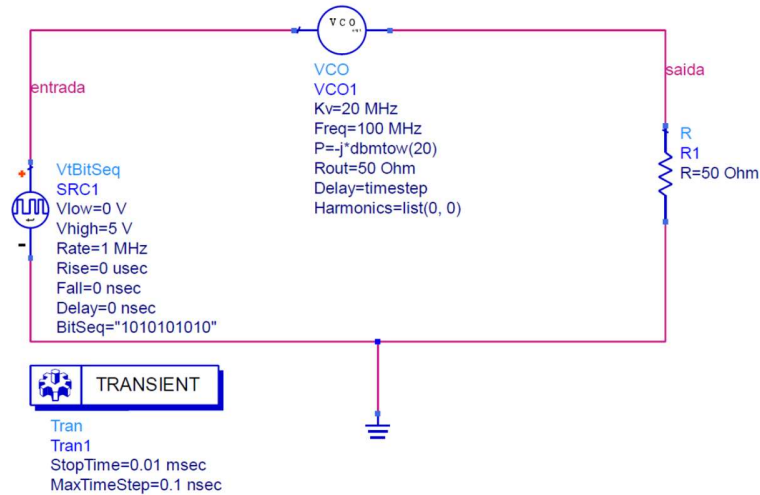 VCO
entrada
saida
VCO
VCO1
Kv=20 MHz
Freq=100 MHz
P=-j*dbmtow(20)
Rout=50 Ohm
Delay=timestep
Harmonics=list(0, 0)
R
R1
R=50 Ohm
VtBitSeq
SRC1
Vlow=0 V
Vhigh=5 V
Rate=1 MHz
Rise=0 usec
Fall=0 nsec
Delay=0 nsec
BitSeq="1010101010"
TRANSIENT
Tran
Tran1
StopTime=0.01 msec
MaxTimeStep=0.1 nsec